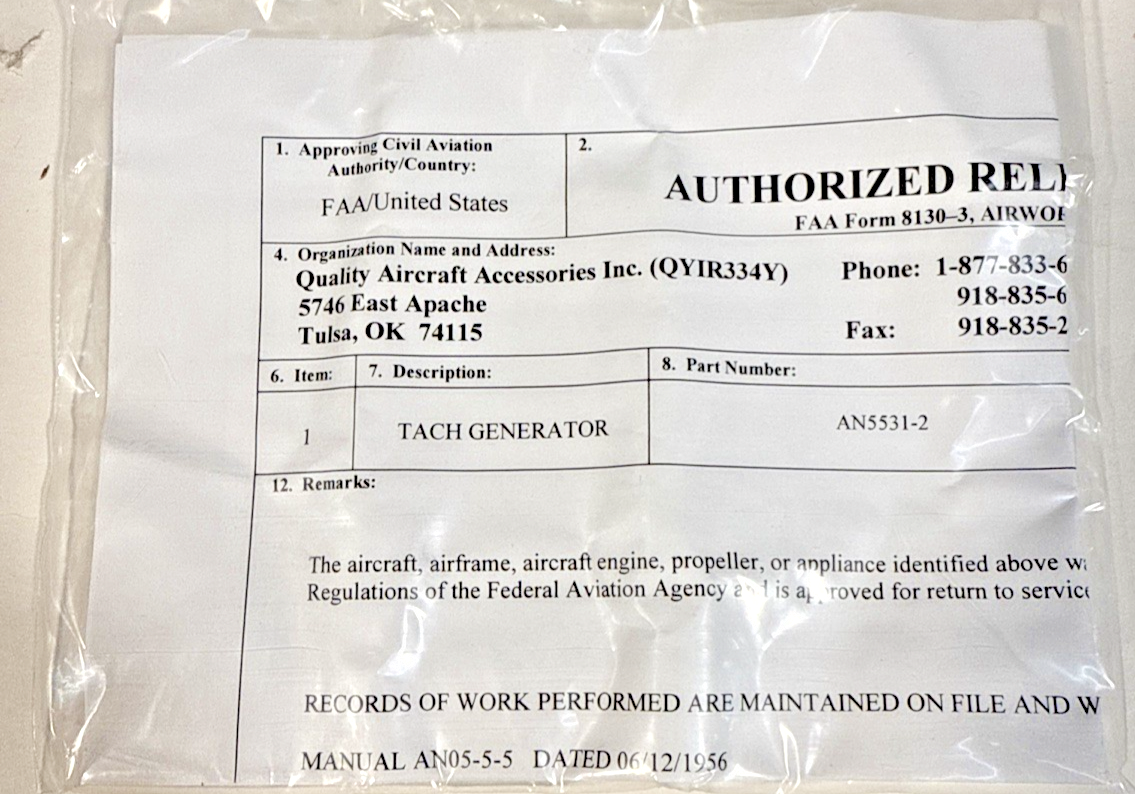 1. Approving Civil Aviation
Authority/Country:
FAA/United States
2.
AUTHORIZED
FAA Form 8130–3,
4. Organization Name and Address:
Quality Aircraft Accessories Inc. (QYIR334Y)
5746 East Apache
Tulsa, OK 74115
Phone: 1-877-833-6
918-835-6
Fax: 918-835-2
6. Item:
7. Description:
8. Part Number:
1
TACH GENERATOR
AN5531-2
12. Remarks:
The aircraft, airframe, aircraft engine, propeller, or appliance identified above
Regulations of the Federal Aviation Agency and is approved for return to service
RECORDS OF WORK PERFORMED ARE MAINTAINED ON FILE AND W
MANUAL AN05-5-5 DATED 06/12/1956